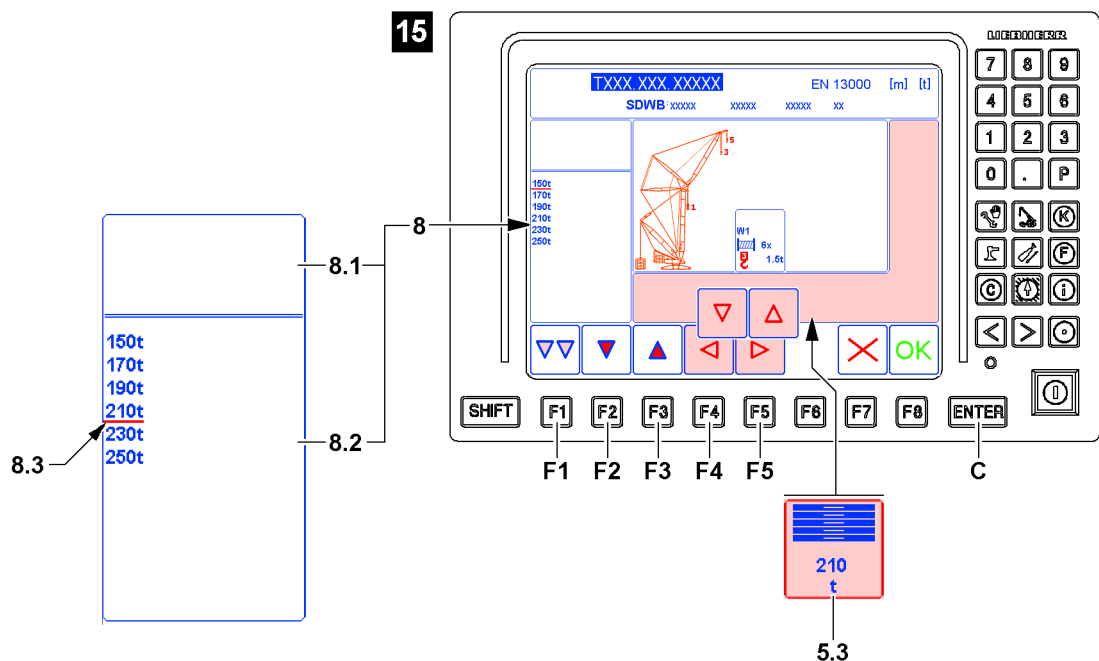 15
LIEBHERR
TXXX.XXX.XXXXX EN 13000 [m] [t]
SDWB xxxxx xxxxx xxxxx xx
150t
170t
190t
210t
230t
250t
5
3
1
W1
6x
3
1.5t
OK
7 8 9
4 5 6
1 2 3
0 . P
K
F
C i
< >
SHIFT F1 F2 F3 F4 F5 F6 F7 F8 ENTER
F1 F2 F3 F4 F5 C
8
8.1
150t
170t
190t
210t
230t
250t
8.2
8.3
210
t
5.3